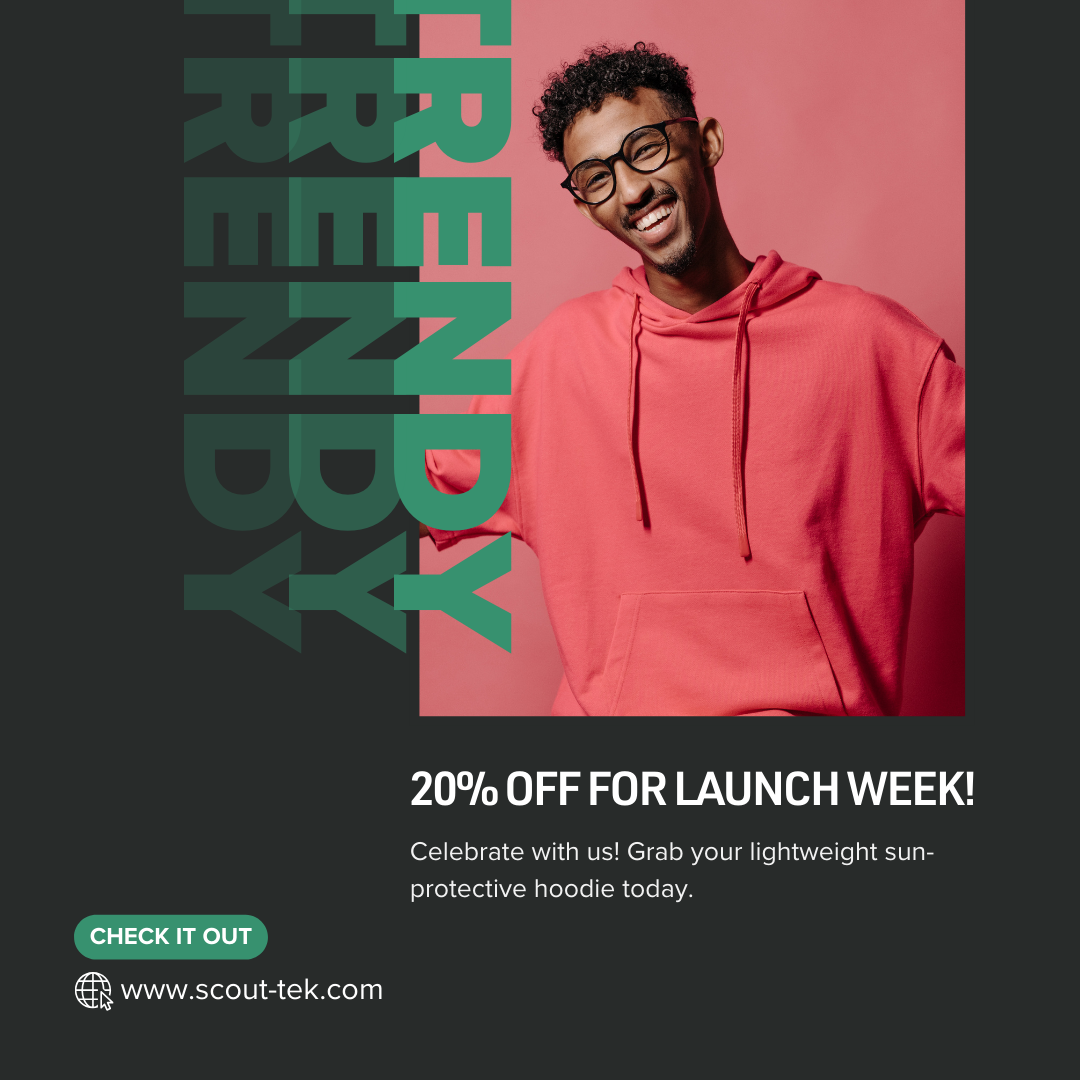 TRENDY
TRENDY
TRENDY
20% OFF FOR LAUNCH WEEK!
Celebrate with us! Grab your lightweight sun-
protective hoodie today.
CHECK IT OUT
www.scout-tek.com